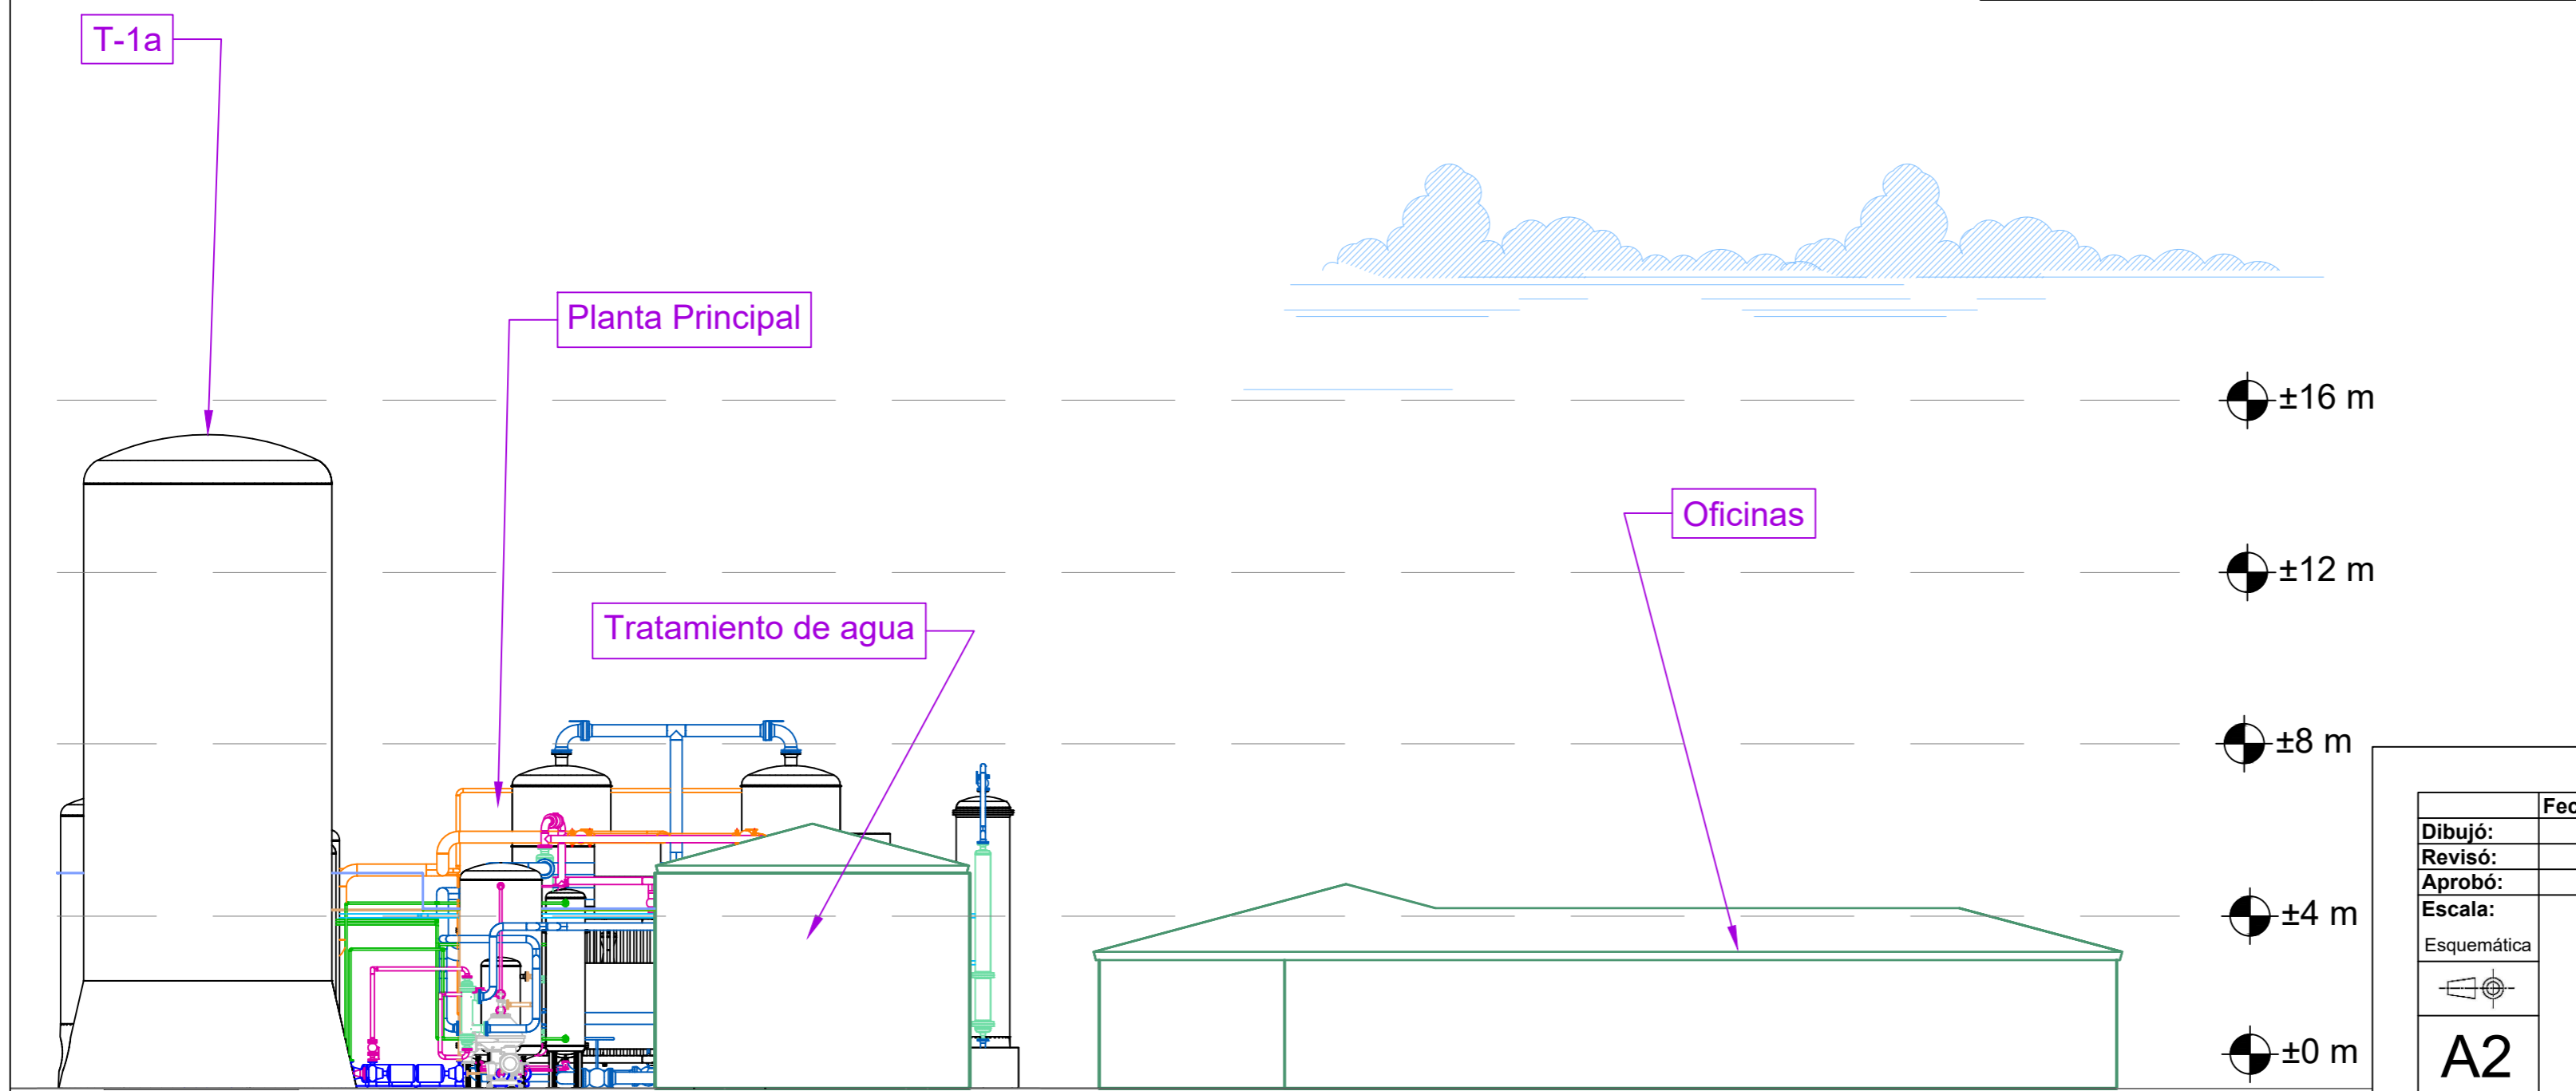 T-1a
Planta Principal
±16 m
Oficinas
±12 m
Tratamiento de agua
±8 m
Dibujó:
Revisó:
Aprobó:
Escala:
Esquemática
±4 m
±0 m
A2